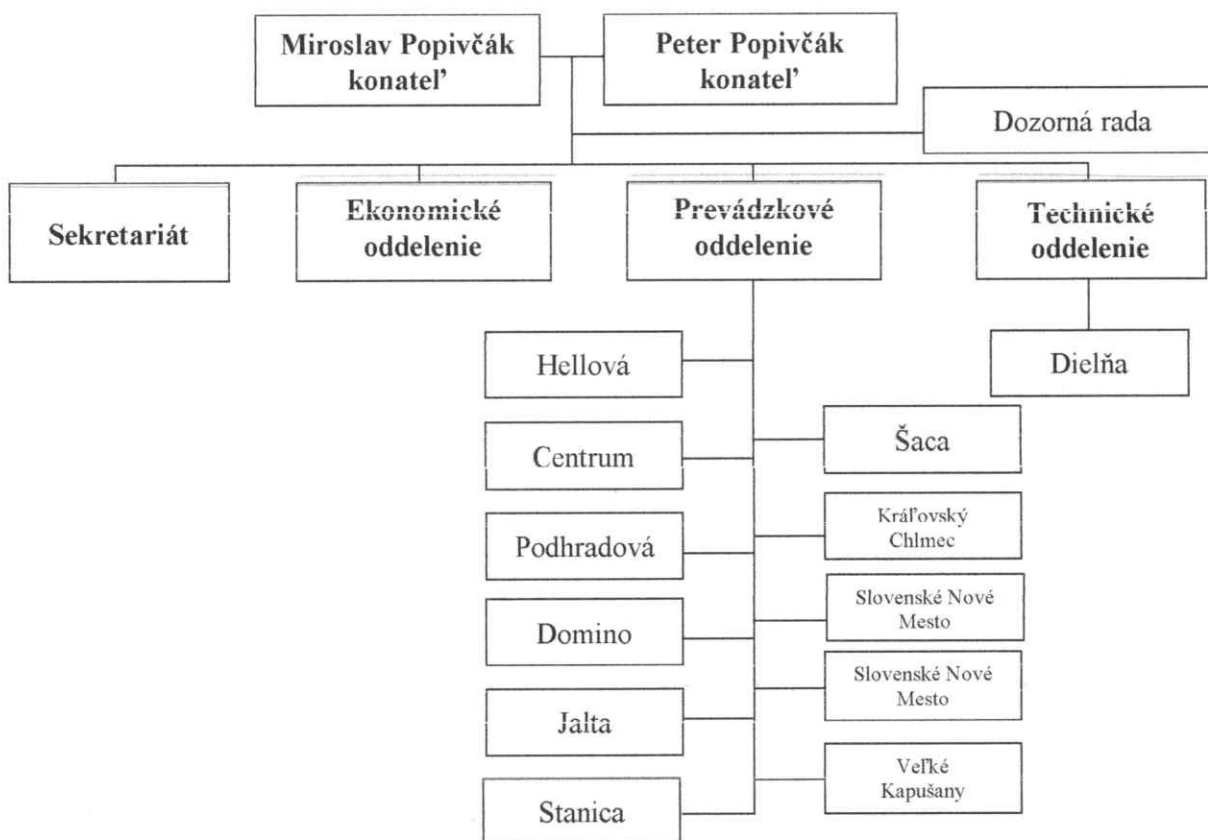 Miroslav Popivčák
konateľ
Peter Popivčák
konateľ
Dozorná rada
Sekretariát
Ekonomické
oddelenie
Prevádzkové
oddelenie
Technické
oddelenie
Hellová
Dielňa
Centrum
Šaca
Podhradová
Kráľovský
Chlmec
Domino
Slovenské Nové
Mesto
Jalta
Slovenské Nové
Mesto
Stanica
Veľké
Kapušany